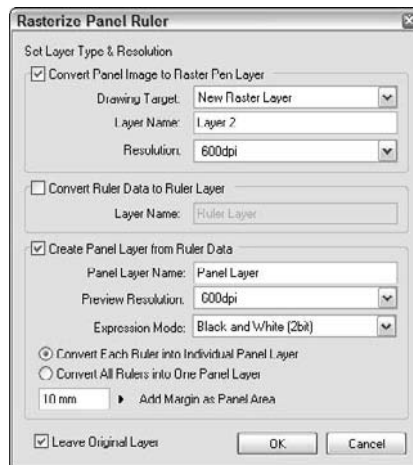 Rasterize Panel Ruler
Set Layer Type & Resolution
Convert Panel Image to Raster Pen Layer
Drawing Target: New Raster Layer
Layer Name: Layer 2
Resolution: 600dpi
Convert Ruler Data to Ruler Layer
Layer Name: Ruler Layer
Create Panel Layer from Ruler Data
Panel Layer Name: Panel Layer
Preview Resolution: 600dpi
Expression Mode: Black and White (2bit)
Convert Each Ruler into Individual Panel Layer
Convert All Rulers into One Panel Layer
10 mm Add Margin as Panel Area
Leave Original Layer OK Cancel